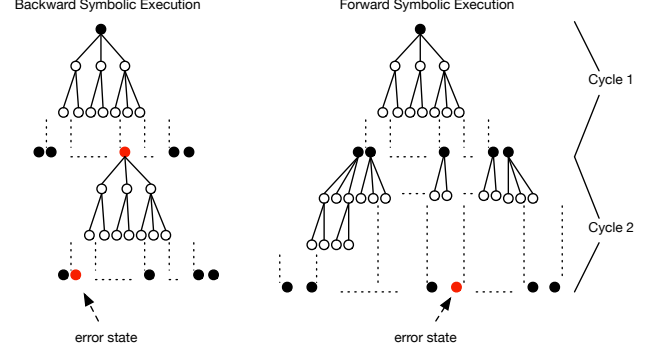 Backward Symbolic Execution
Forward Symbolic Execution
Cycle 1
Cycle 2
error state
error state